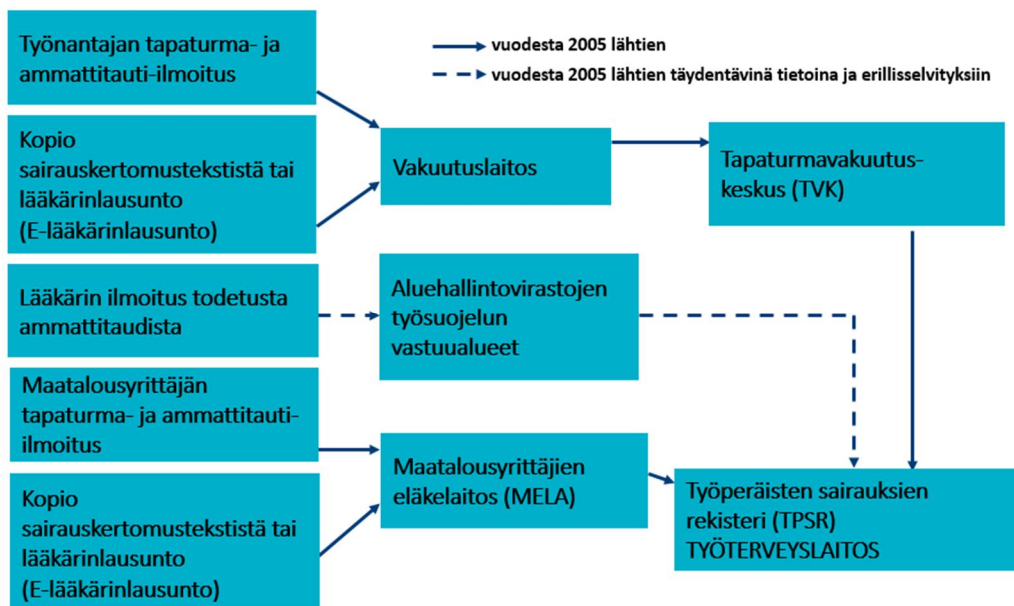 Työnantajan tapaturma- ja
ammattitauti-ilmoitus
vuodesta 2005 lähtien
vuodesta 2005 lähtien täydentävinä tietoina ja erillisselvityksiin
Kopio
sairauskertomustekstistä tai
lääkärinlausunto
(E-lääkärinlausunto)
Vakuutuslaitos
Tapaturmavakuutus-
keskus (TVK)
Lääkärin ilmoitus todetusta
ammattitaudista
Aluehallintovirastojen
työsuojelun
vastuualueet
Maatalousyrittäjän
tapaturma- ja ammattitauti-
ilmoitus
Maatalousyrittäjien
eläkelaitos (MELA)
Kopio
sairauskertomustekstistä tai
lääkärinlausunto
(E-lääkärinlausunto)
Työperäisten sairauksien
rekisteri (TPSR)
TYÖTERVEYSLAITOS